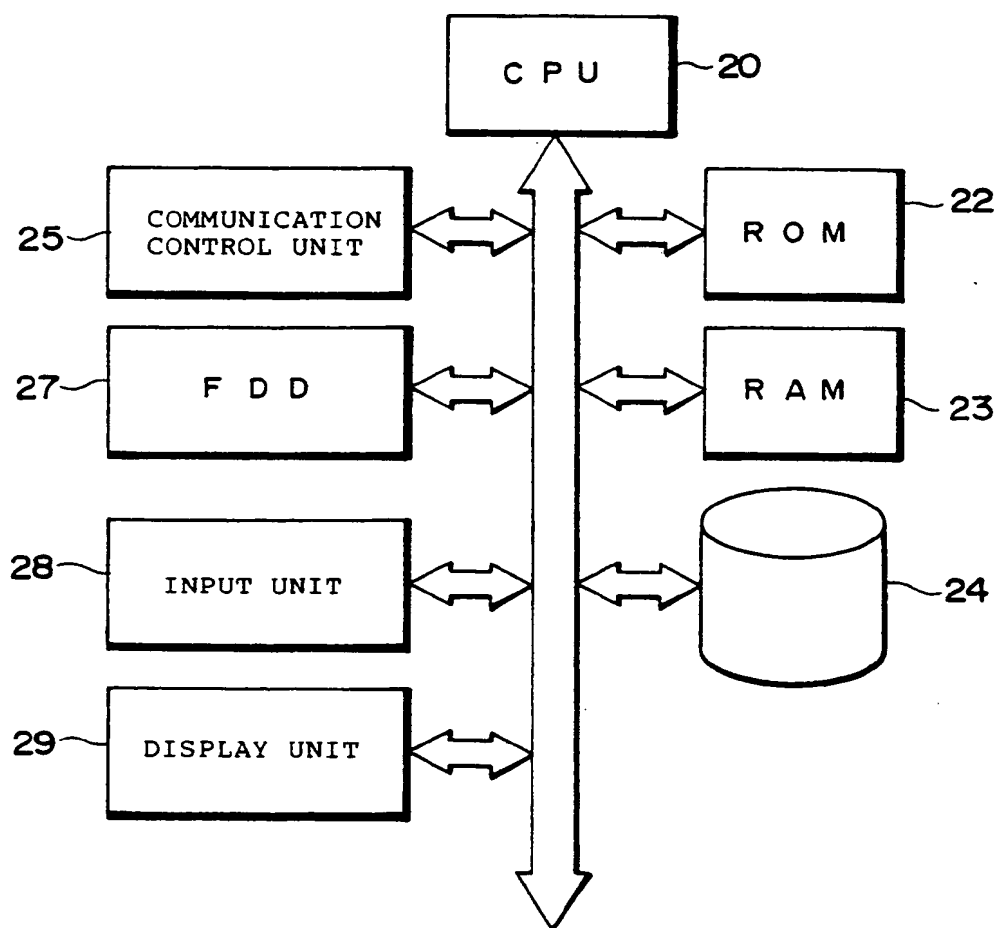 CPU
20
COMMUNICATION
CONTROL UNIT
25
ROM
22
FDD
27
RAM
23
INPUT UNIT
28
24
DISPLAY UNIT
29